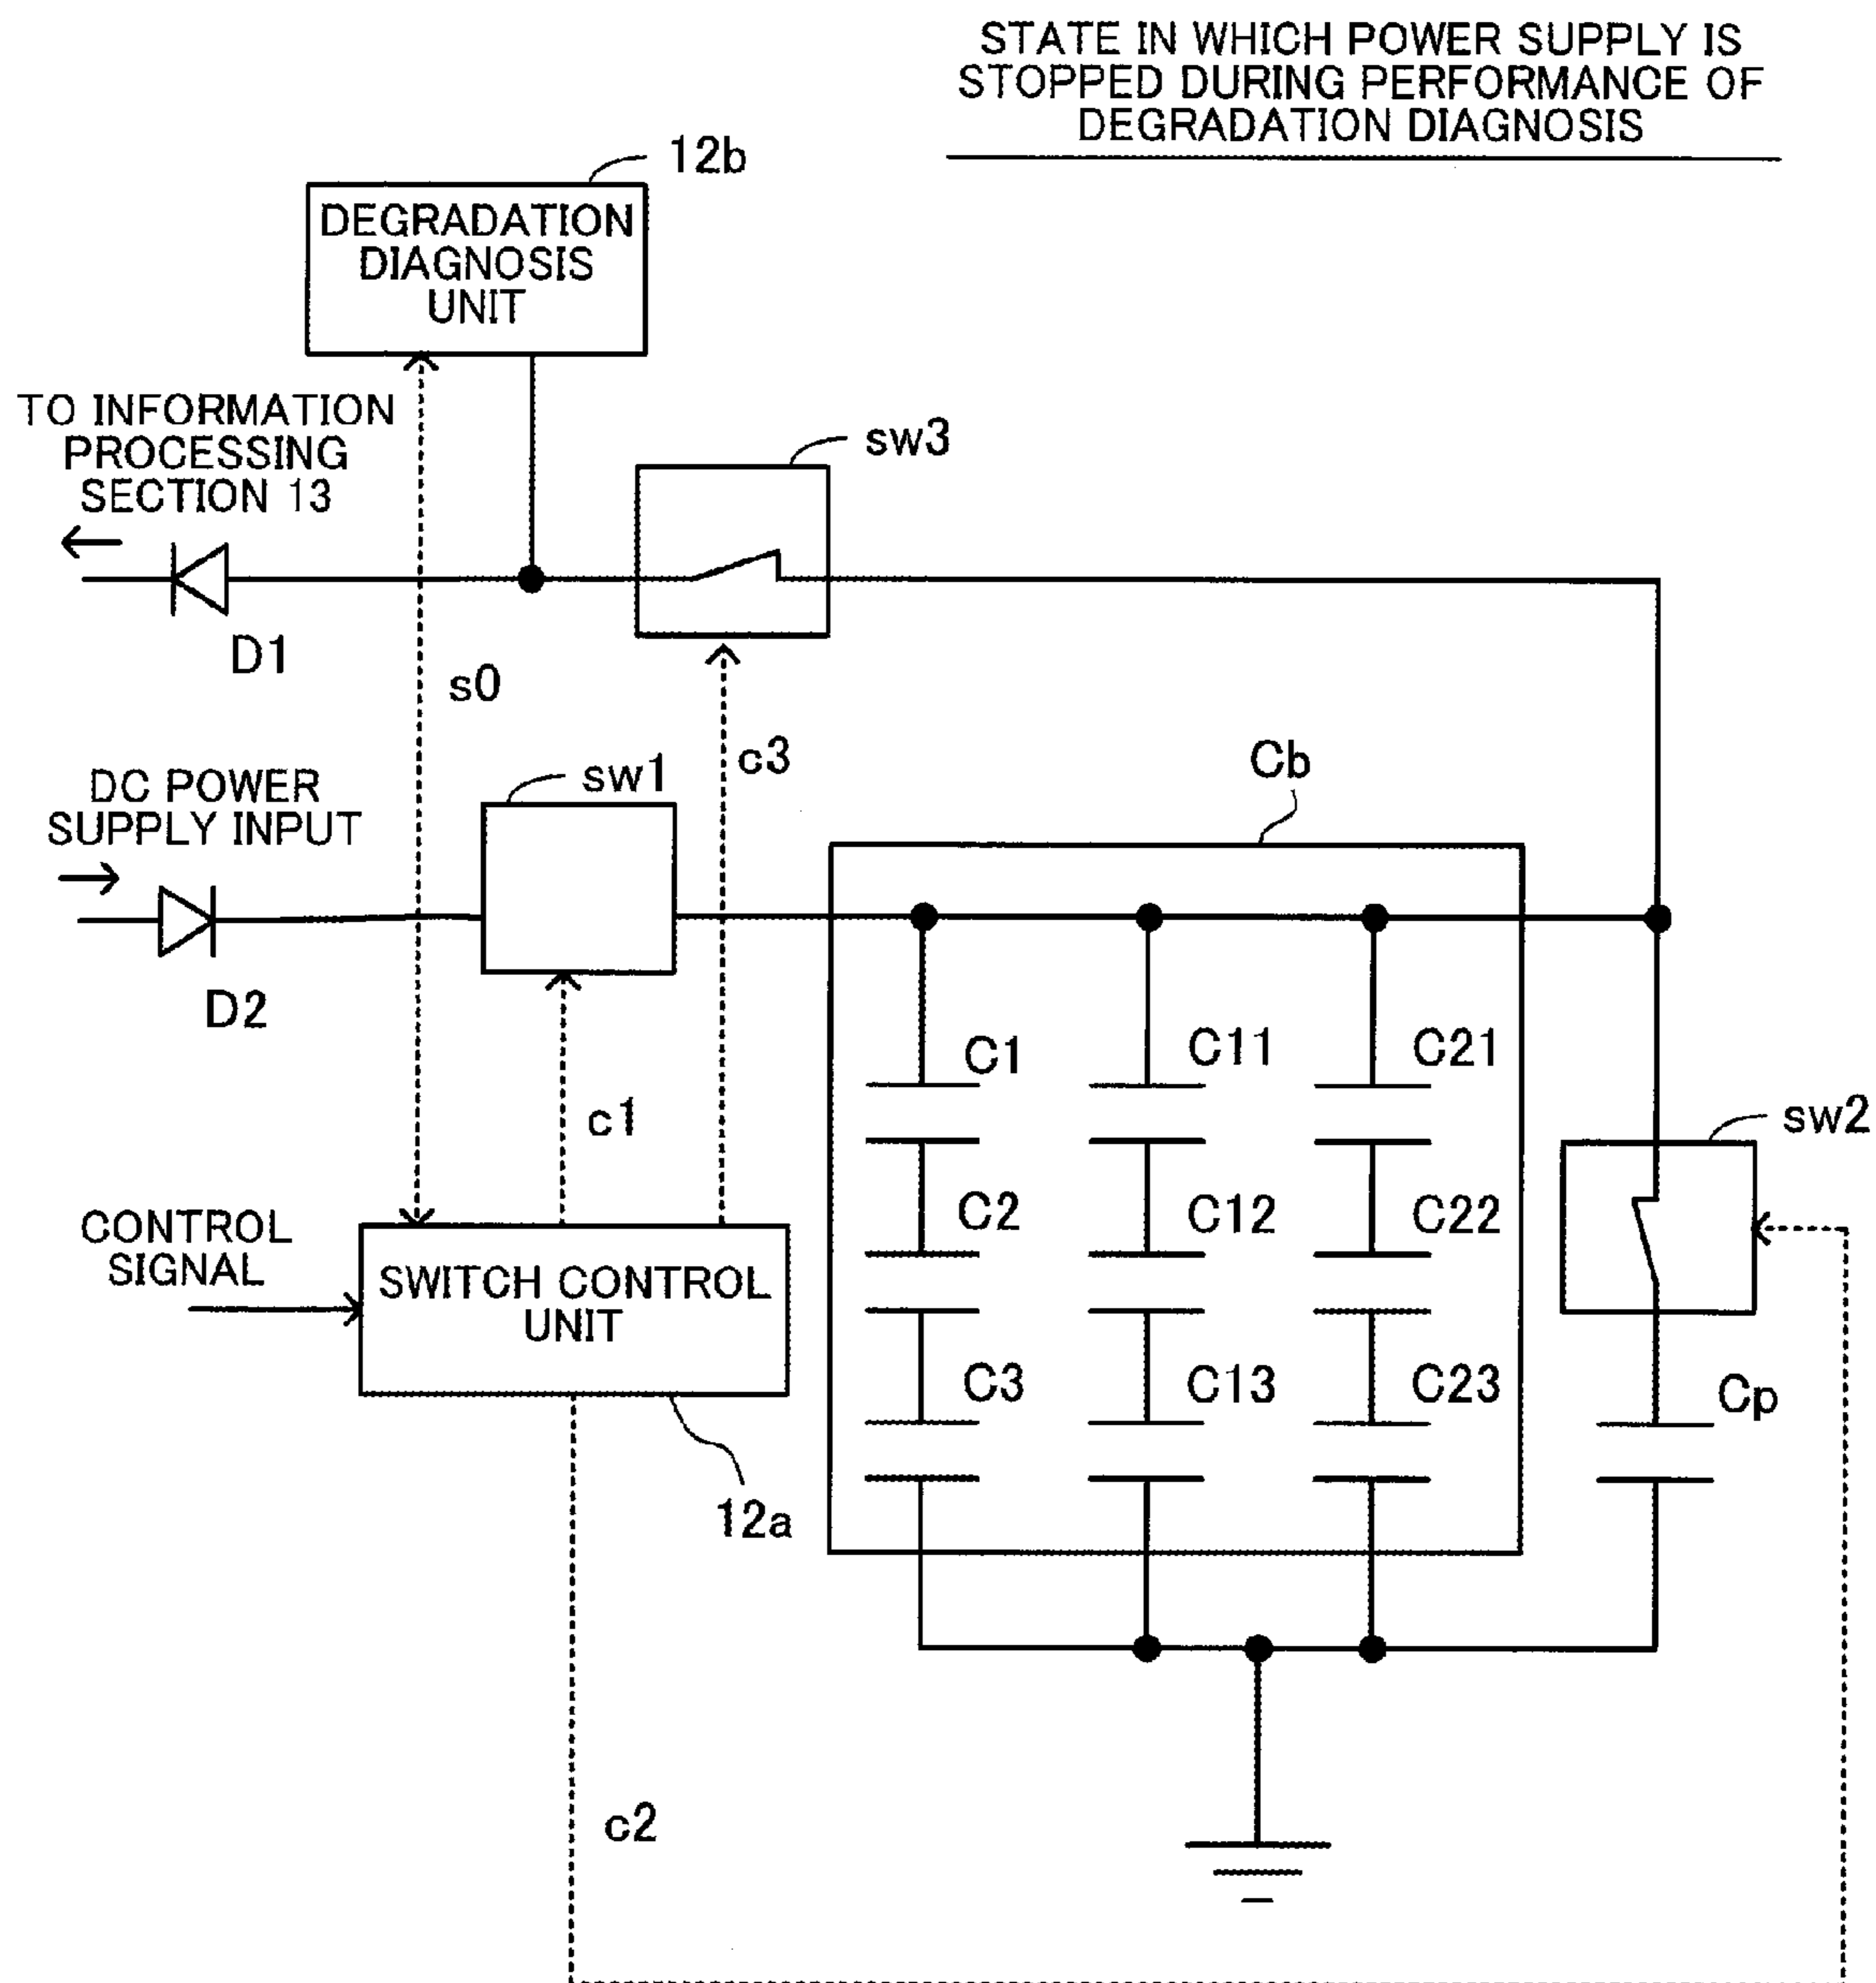 STATE IN WHICH POWER SUPPLY IS
STOPPED DURING PERFORMANCE OF
DEGRADATION DIAGNOSIS
12b
DEGRADATION
DIAGNOSIS
UNIT
TO INFORMATION
PROCESSING
SECTION 13
sw3
D1
s0
c3
Cb
sw1
DC POWER
SUPPLY INPUT
D2
C1
C11
C21
c1
sw2
C2
C12
C22
CONTROL
SIGNAL
SWITCH CONTROL
UNIT
C3
C13
C23
Cp
12a
c2